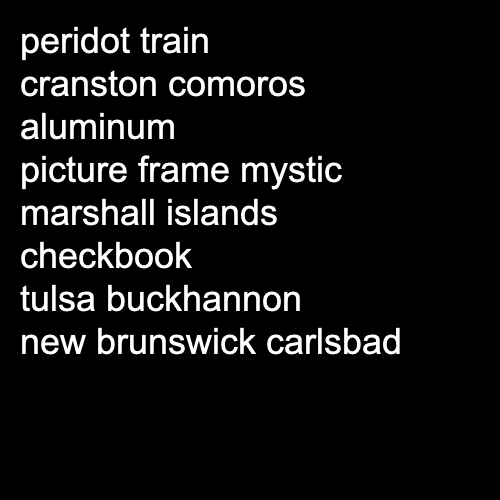 peridot train
cranston comoros
aluminum
picture frame mystic
marshall islands
checkbook
tulsa buckhannon
new brunswick carlsbad